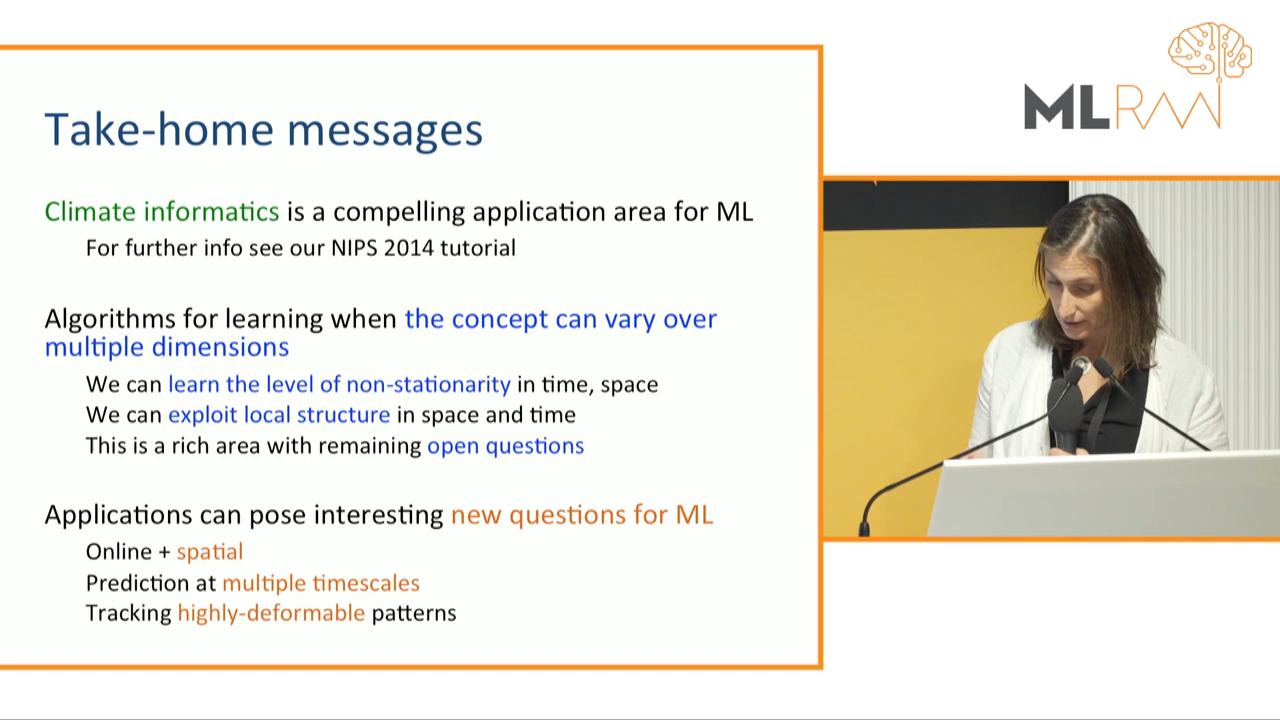 MLRAW
Take-home messages
Climate informatics is a compelling application area for ML
For further info see our NIPS 2014 tutorial
Algorithms for learning when the concept can vary over
multiple dimensions
We can learn the level of non-stationarity in time, space
We can exploit local structure in space and time
This is a rich area with remaining open questions
Applications can pose interesting new questions for ML
Online + spatial
Prediction at multiple timescales
Tracking highly-deformable patterns